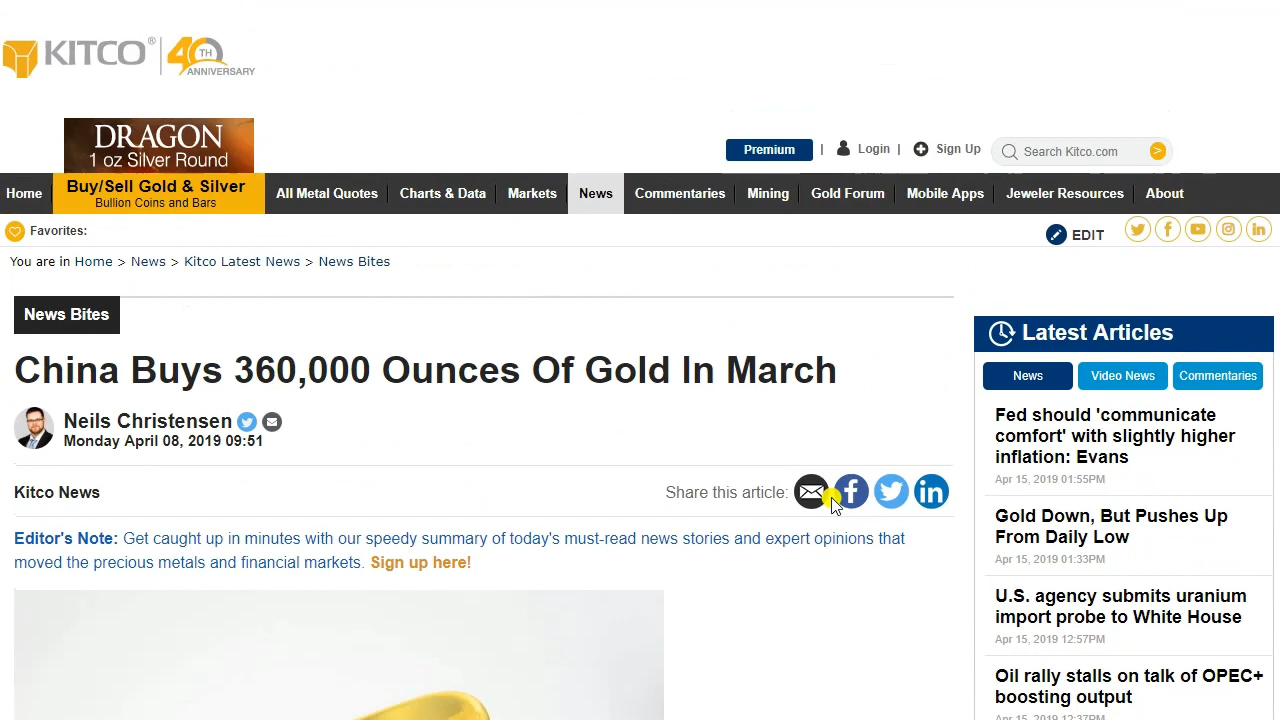 KITCO®
40TH
ANNIVERSARY
DRAGON
1 oz Silver Round
Premium | Login | Sign Up Search Kitco.com >
Home
Buy/Sell Gold & Silver
Bullion Coins and Bars
All Metal Quotes Charts & Data Markets News Commentaries Mining Gold Forum Mobile Apps Jeweler Resources About
Favorites:
EDIT
You are in Home > News > Kitco Latest News > News Bites
News Bites
China Buys 360,000 Ounces Of Gold In March
Neils Christensen
Monday April 08, 2019 09:51
Kitco News
Share this article:
Editor's Note: Get caught up in minutes with our speedy summary of today's must-read news stories and expert opinions that
moved the precious metals and financial markets. Sign up here!
Latest Articles
News Video News Commentaries
Fed should 'communicate
comfort' with slightly higher
inflation: Evans
Apr 15, 2019 01:55PM
Gold Down, But Pushes Up
From Daily Low
Apr 15, 2019 01:33PM
U.S. agency submits uranium
import probe to White House
Apr 15, 2019 12:57PM
Oil rally stalls on talk of OPEC+
boosting output
Apr 15, 2019 12:37PM